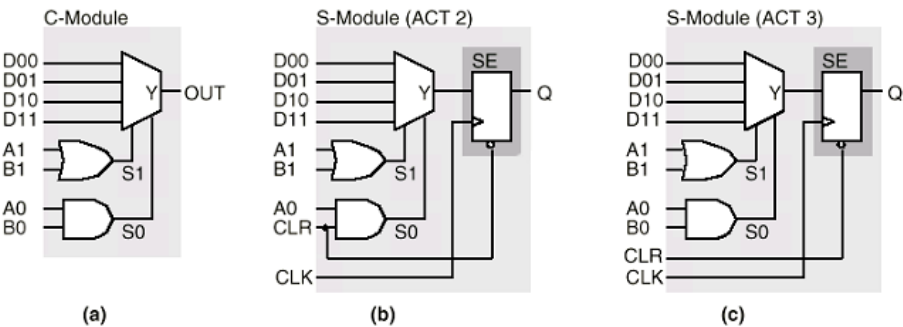 C-Module
D00
D01
D10
D11
Y
OUT
A1
B1
S1
A0
B0
S0
(a)
S-Module (ACT 2)
SE
D00
D01
D10
D11
Y
Q
A1
B1
S1
A0
CLR
S0
CLK
(b)
S-Module (ACT 3)
SE
D00
D01
D10
D11
Y
Q
A1
B1
S1
A0
B0
S0
CLR
CLK
(c)